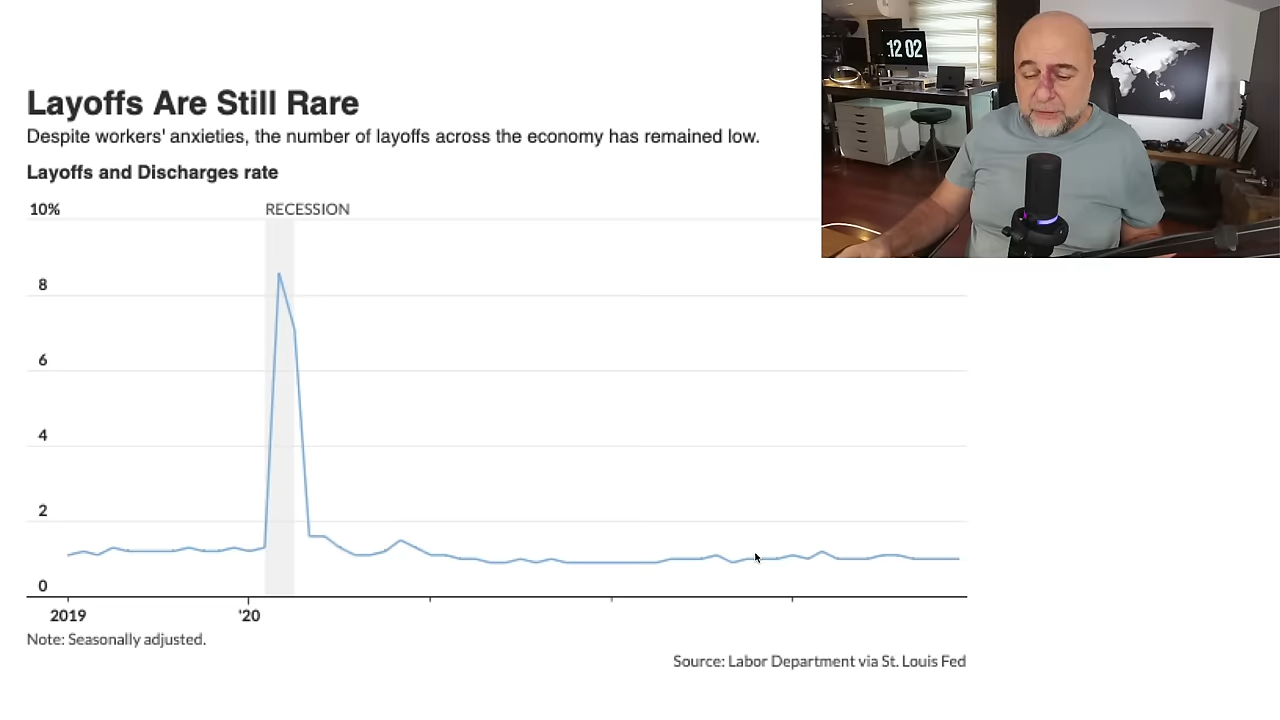 Layoffs Are Still Rare
Despite workers' anxieties, the number of layoffs across the economy has remained low.
Layoffs and Discharges rate
10%
RECESSION
8
6
4
2
0
2019
'20
Note: Seasonally adjusted.
Source: Labor Department via St. Louis Fed
12 02